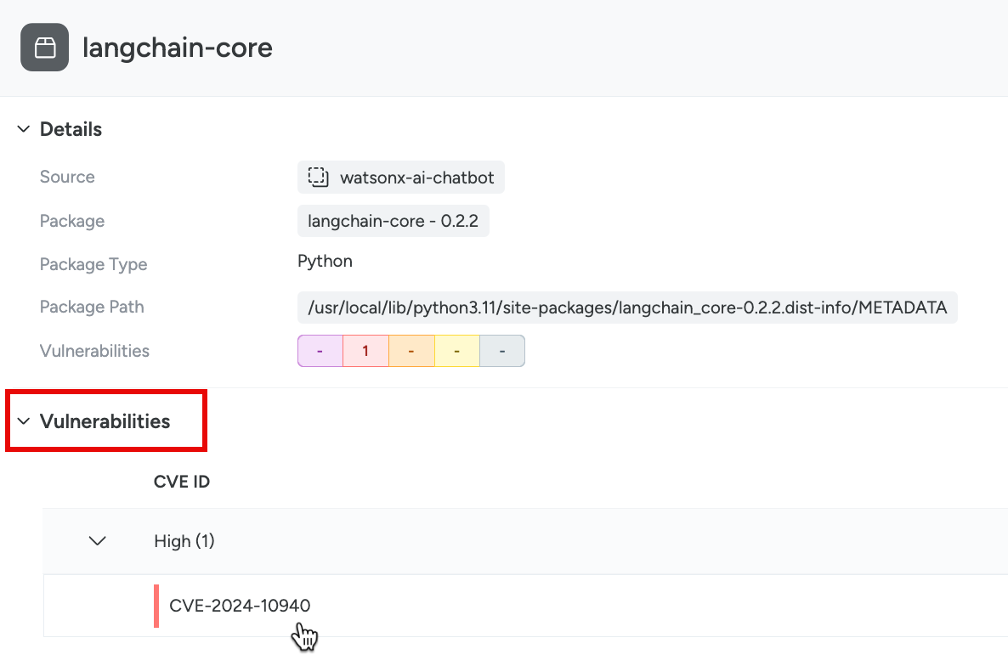 langchain-core
Details
Source watsonx-ai-chatbot
Package langchain-core - 0.2.2
Package Type Python
Package Path /usr/local/lib/python3.11/site-packages/langchain_core-0.2.2.dist-info/METADATA
Vulnerabilities - 1 - - -
Vulnerabilities
CVE ID
High (1)
CVE-2024-10940